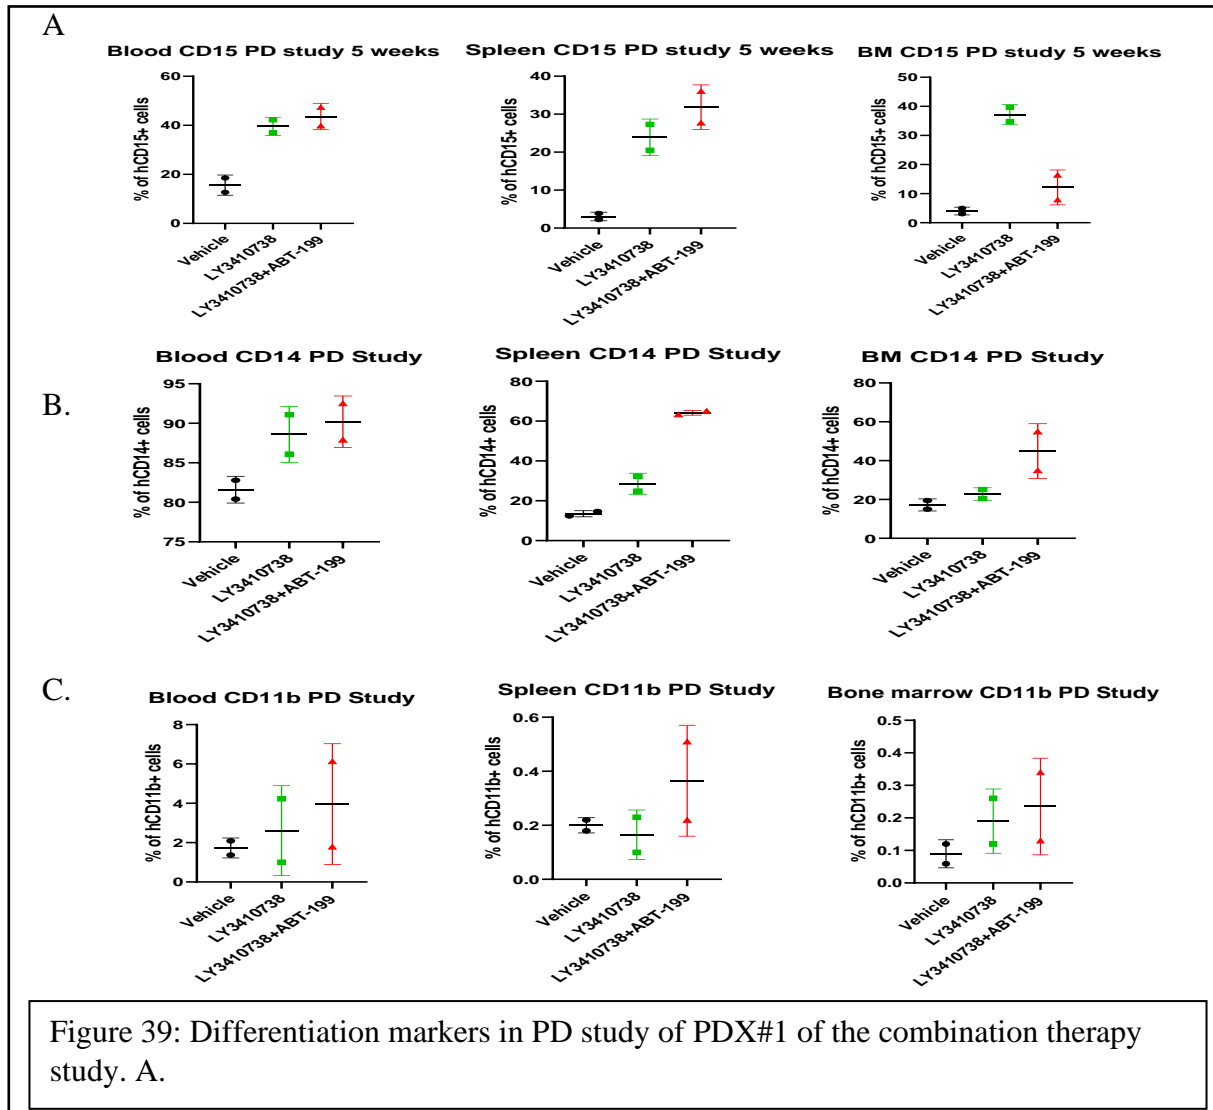 A
Blood CD15 PD study 5 weeks
% of hCD15+ cells
60
40
20
0
Vehicle
LY3410738
LY3410738+ABT-199
Spleen CD15 PD study 5 weeks
% of hCD15+ cells
40
30
20
10
0
Vehicle
LY3410738
LY3410738+ABT-199
BM CD15 PD study 5 weeks
% of hCD15+ cells
50
40
30
20
10
0
Vehicle
LY3410738
LY3410738+ABT-199
B.
Blood CD14 PD Study
% of hCD14+ cells
95
90
85
80
75
Vehicle
LY3410738
LY3410738+ABT-199
Spleen CD14 PD Study
% of hCD14+ cells
80
60
40
20
0
Vehicle
LY3410738
LY3410738+ABT-199
BM CD14 PD Study
% of hCD14+ cells
80
60
40
20
0
Vehicle
LY3410738
LY3410738+ABT-199
C.
Blood CD11b PD Study
% of hCD11b+ cells
8
6
4
2
0
Vehicle
LY3410738
LY3410738+ABT-199
Spleen CD11b PD Study
% of hCD11b+ cells
0.6
0.4
0.2
0.0
Vehicle
LY3410738
LY3410738+ABT-199
Bone marrow CD11b PD Study
% of hCD11b+ cells
0.5
0.4
0.3
0.2
0.1
0.0
Vehicle
LY3410738
LY3410738+ABT-199
Figure 39: Differentiation markers in PD study of PDX#1 of the combination therapy
study. A.